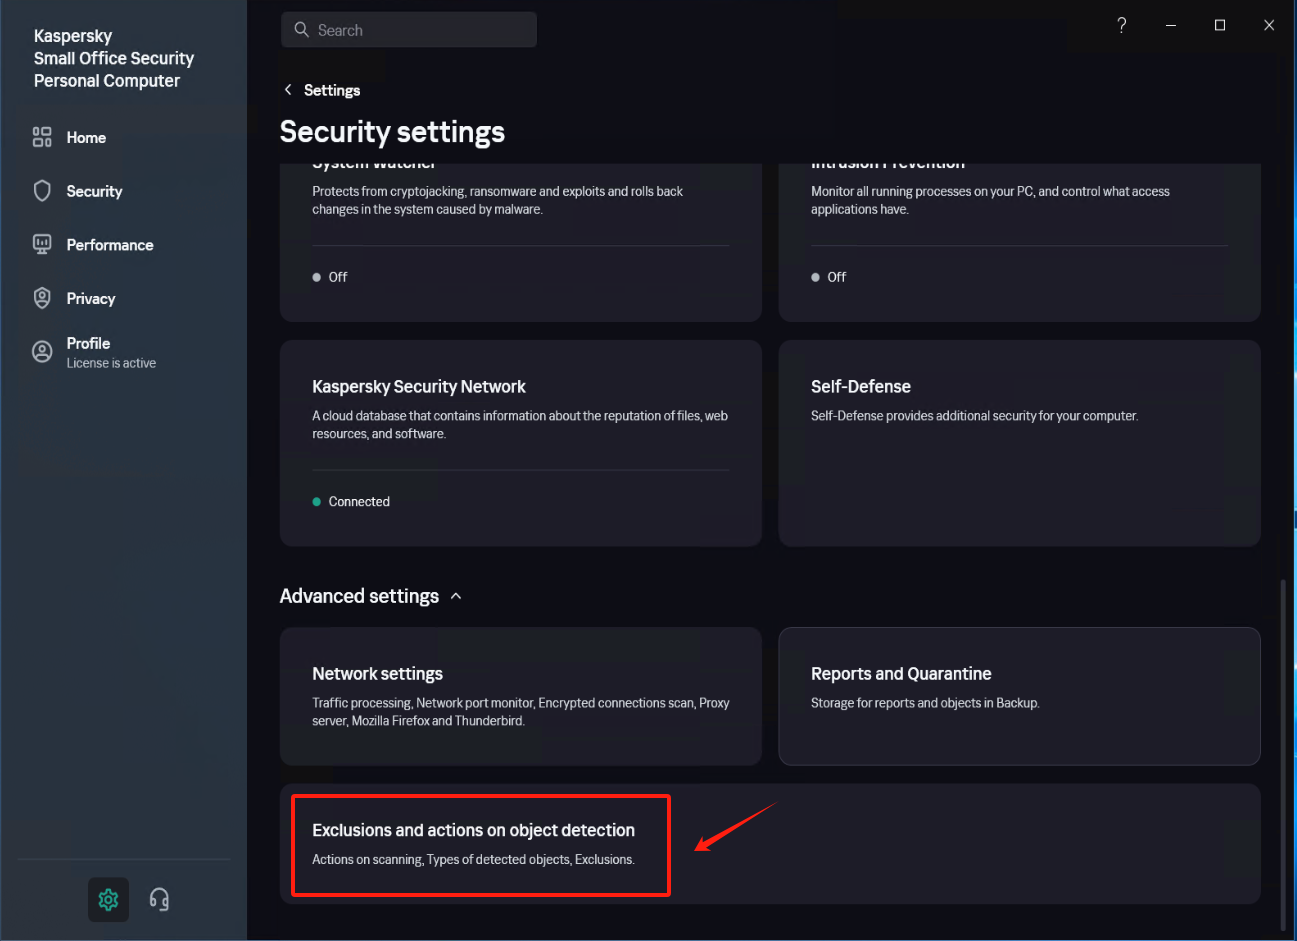 Kaspersky
Small Office Security
Personal Computer
Home
Security
Performance
Privacy
Profile
License is active
Search
?
Settings
Security settings
System Watcher
Protects from cryptojacking, ransomware and exploits and rolls back
changes in the system caused by malware.
Off
Intrusion Prevention
Monitor all running processes on your PC, and control what access
applications have.
Off
Kaspersky Security Network
A cloud database that contains information about the reputation of files, web
resources, and software.
Connected
Self-Defense
Self-Defense provides additional security for your computer.
Advanced settings
Network settings
Traffic processing, Network port monitor, Encrypted connections scan, Proxy
server, Mozilla Firefox and Thunderbird.
Reports and Quarantine
Storage for reports and objects in Backup.
Exclusions and actions on object detection
Actions on scanning, Types of detected objects, Exclusions.